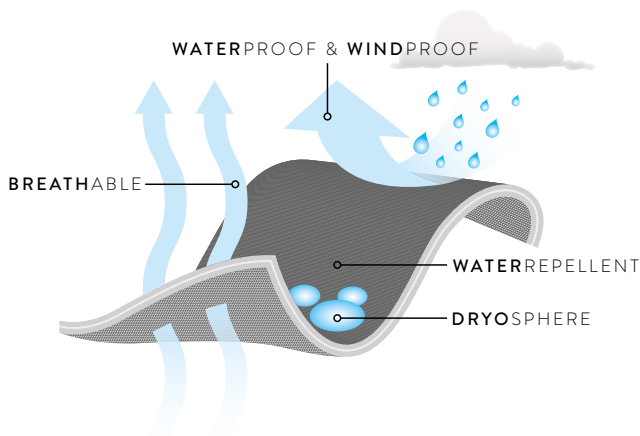 WATERPROOF & WINDPROOF
BREATHABLE
WATERREPELLENT
DRYOSPHERE